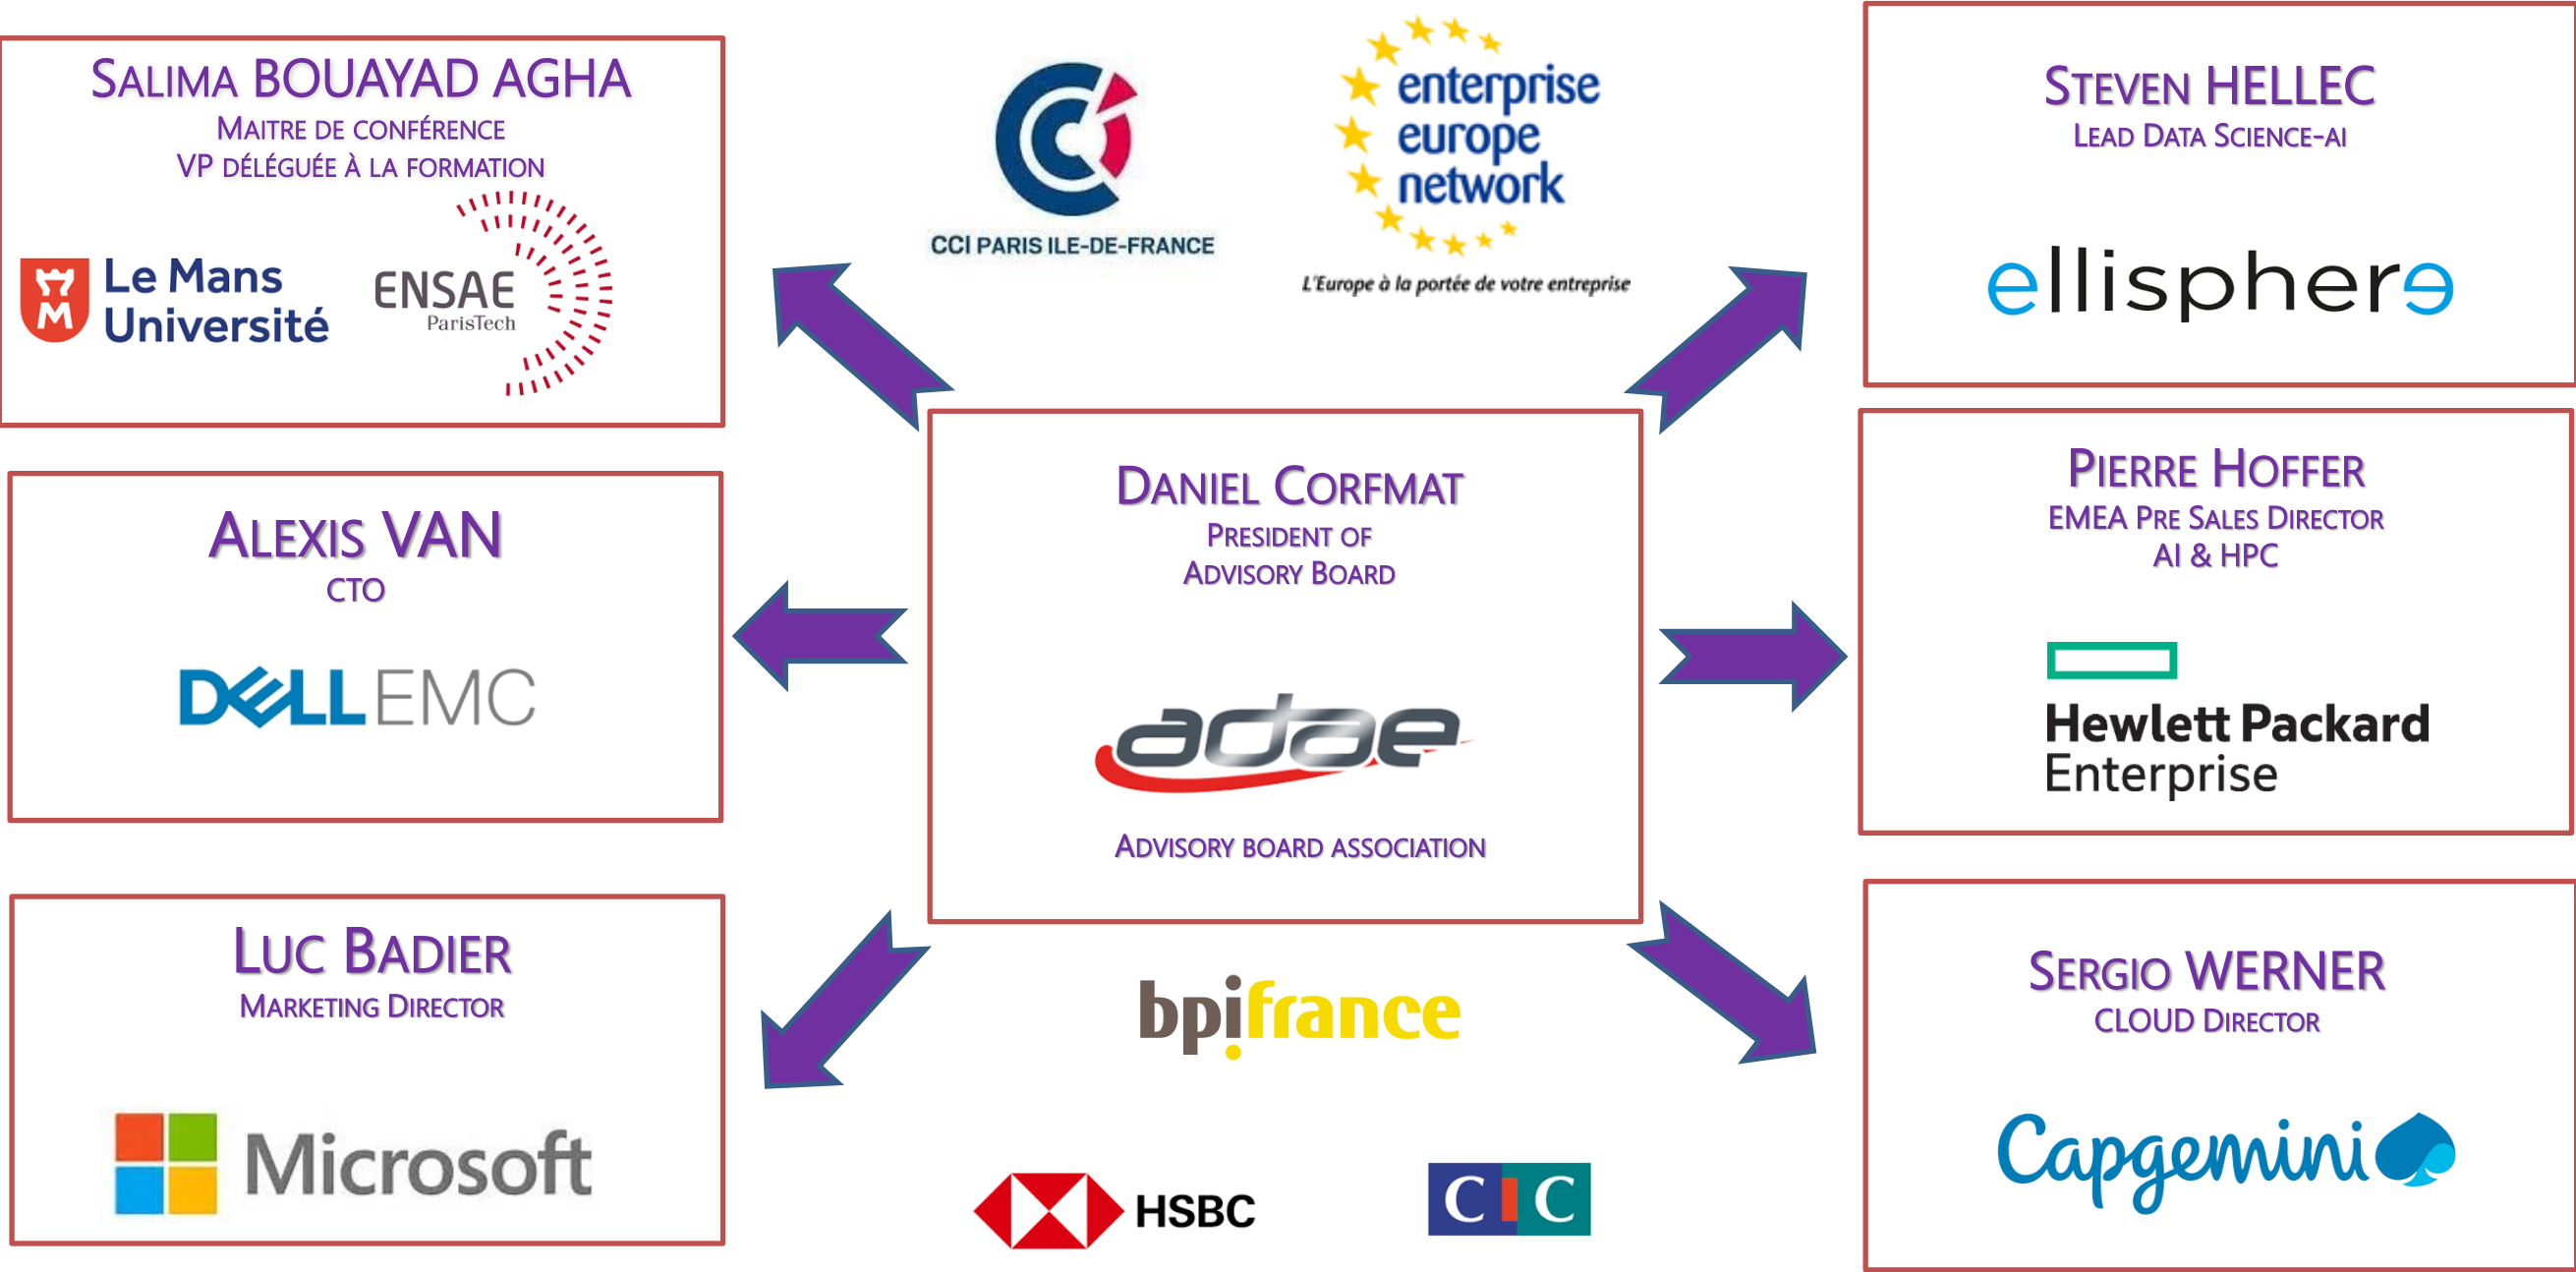 SALIMA BOUAYAD AGHA
MAITRE DE CONFÉRENCE
VP DÉLÉGUÉE À LA FORMATION
Le Mans
Université
ENSAE
ParisTech
CCI PARIS ILE-DE-FRANCE
enterprise
europe
network
L'Europe à la portée de votre entreprise
STEVEN HELLEC
LEAD DATA SCIENCE-AI
ellisphere
ALEXIS VAN
CTO
DELL EMC
DANIEL CORFMAT
PRESIDENT OF
ADVISORY BOARD
adae
ADVISORY BOARD ASSOCIATION
PIERRE HOFFER
EMEA PRE SALES DIRECTOR
AI & HPC
Hewlett Packard
Enterprise
LUC BADIER
MARKETING DIRECTOR
Microsoft
bpifrance
HSBC
CIC
SERGIO WERNER
CLOUD DIRECTOR
Capgemini